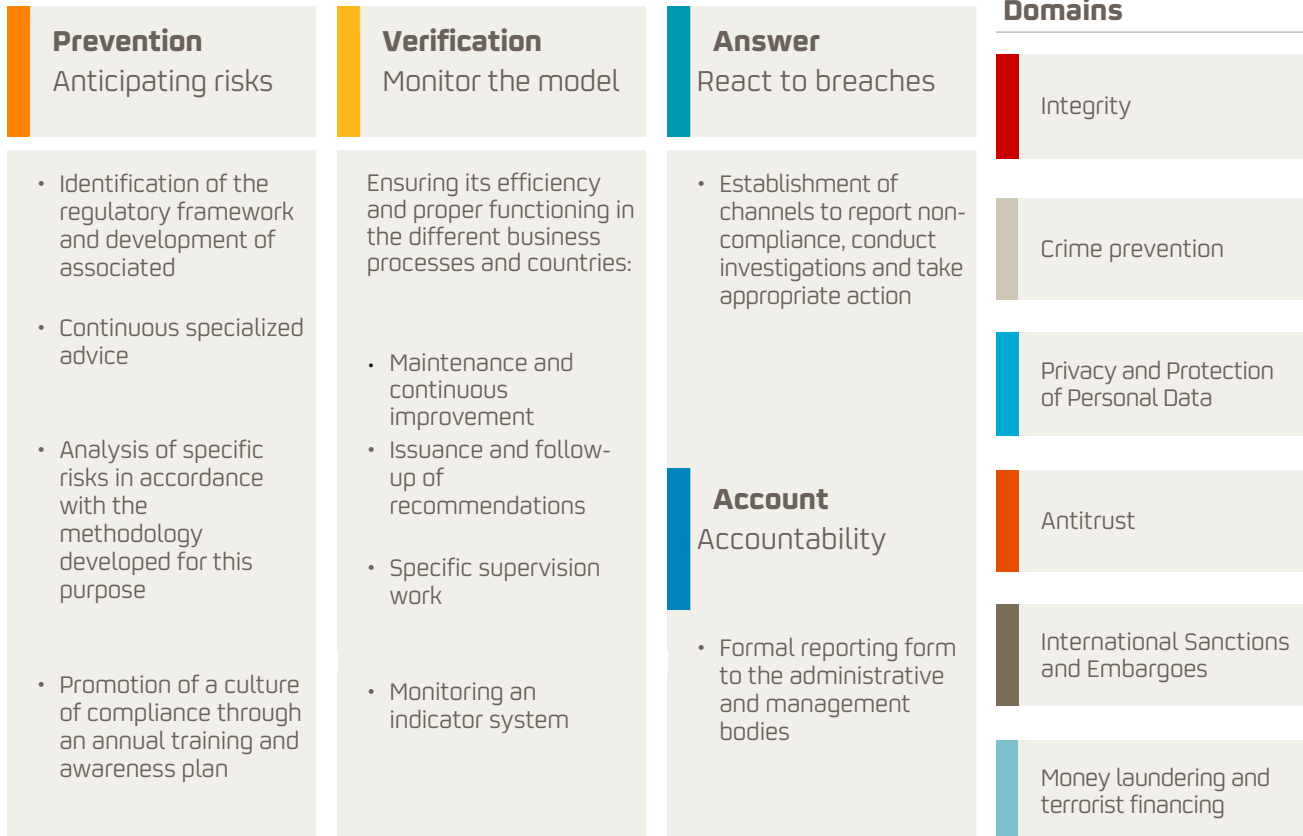 Prevention
Anticipating risks
• Identification of the
regulatory framework
and development of
associated
• Continuous specialized
advice
• Analysis of specific
risks in accordance
with the
methodology
developed for this
purpose
• Promotion of a culture
of compliance through
an annual training and
awareness plan
Verification
Monitor the model
Ensuring its efficiency
and proper functioning in
the different business
processes and countries:
• Maintenance and
continuous
improvement
• Issuance and follow-
up of
recommendations
• Specific supervision
work
• Monitoring an
indicator system
Answer
React to breaches
• Establishment of
channels to report non-
compliance, conduct
investigations and take
appropriate action
Account
Accountability
• Formal reporting form
to the administrative
and management
bodies
Domains
Integrity
Crime prevention
Privacy and Protection
of Personal Data
Antitrust
International Sanctions
and Embargoes
Money laundering and
terrorist financing